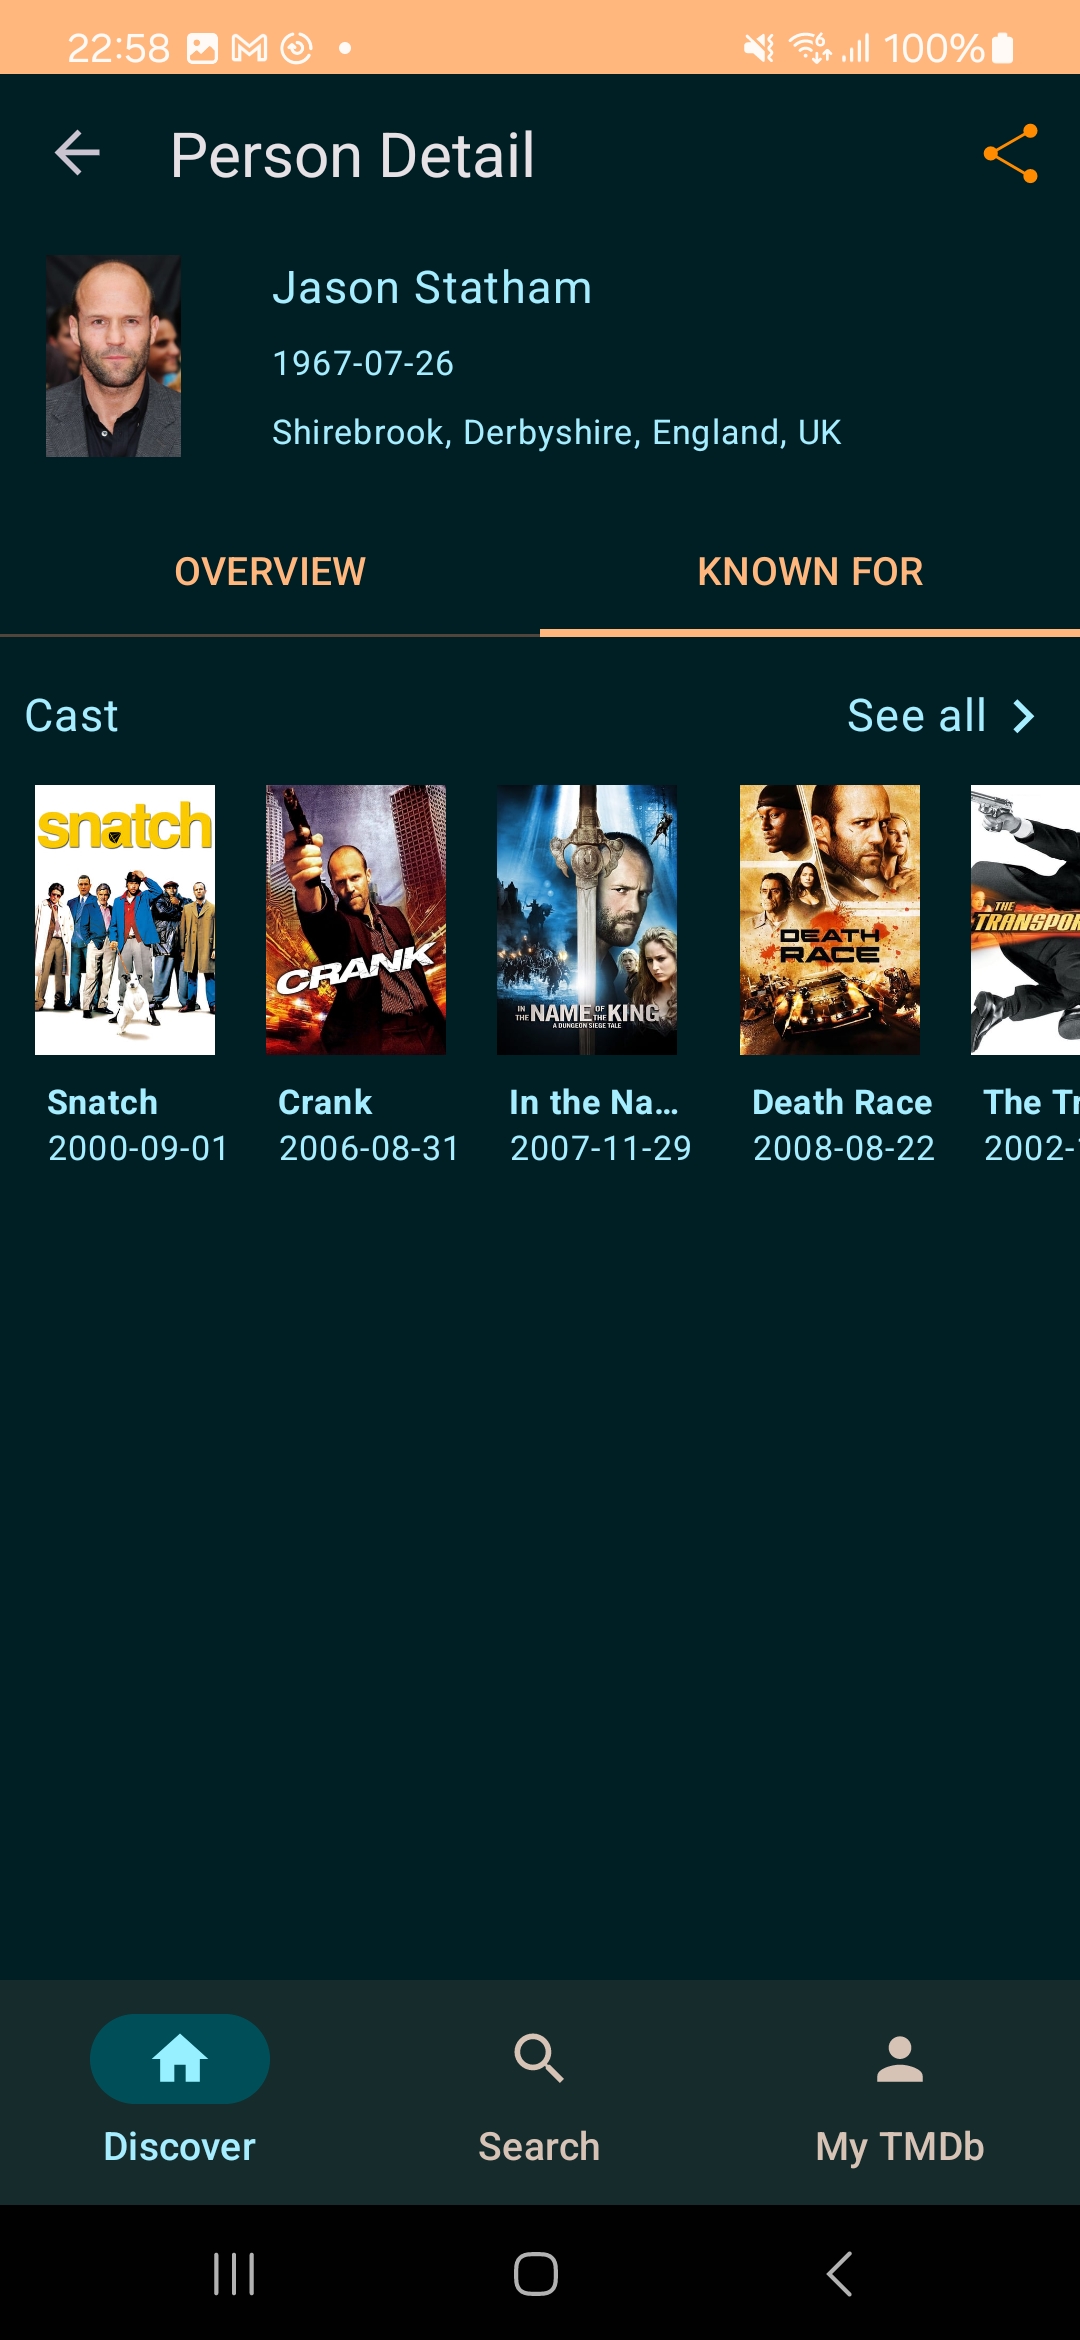 22:58
100%
Person Detail
Jason Statham
1967-07-26
Shirebrook, Derbyshire, England, UK
OVERVIEW
KNOWN FOR
Cast
See all
snatch
CRANK
IN THE NAME OF THE KING
A DUNGEON SIEGE TALE
DEATH RACE
THE TRANSPOR
Snatch
2000-09-01
Crank
2006-08-31
In the Na...
2007-11-29
Death Race
2008-08-22
The Tr
2002-
Discover
Search
My TMDb